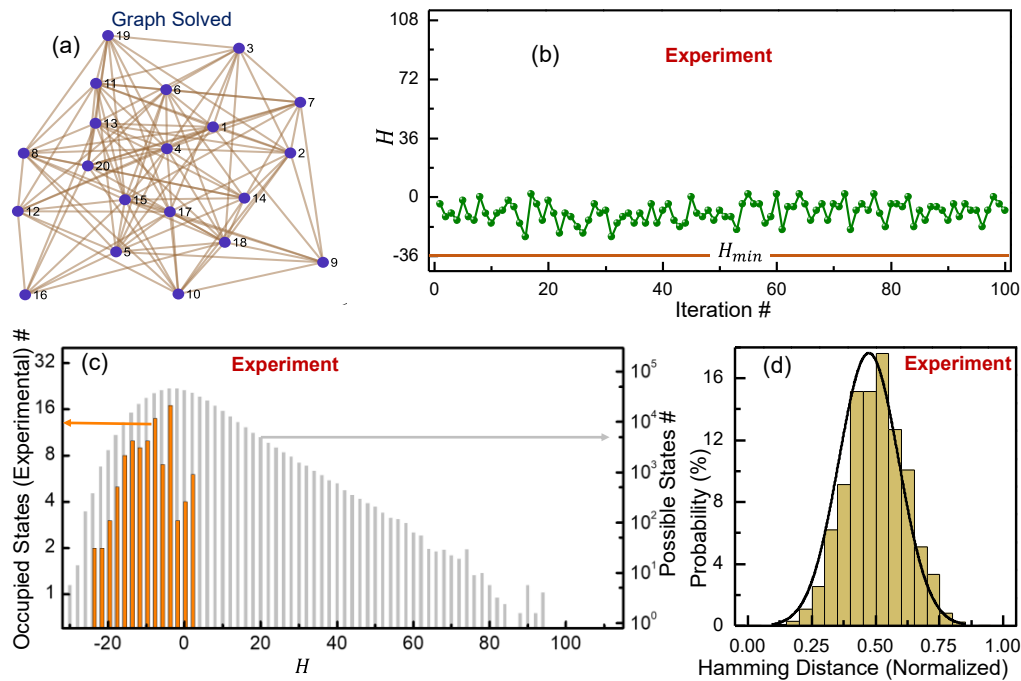 Graph Solved
(a)
19
3
11
6
7
13
1
8
4
2
20
15
14
12
17
18
5
9
16
10
(b)
Experiment
108
72
36
0
-36
H
H_min
0 20 40 60 80 100
Iteration #
(c)
Experiment
32
16
8
4
2
1
Occupied States (Experimental) #
10^5
10^4
10^3
10^2
10^1
10^0
Possible States #
-20 0 20 40 60 80 100
H
(d)
Experiment
16
12
8
4
0
Probability (%)
0.00 0.25 0.50 0.75 1.00
Hamming Distance (Normalized)